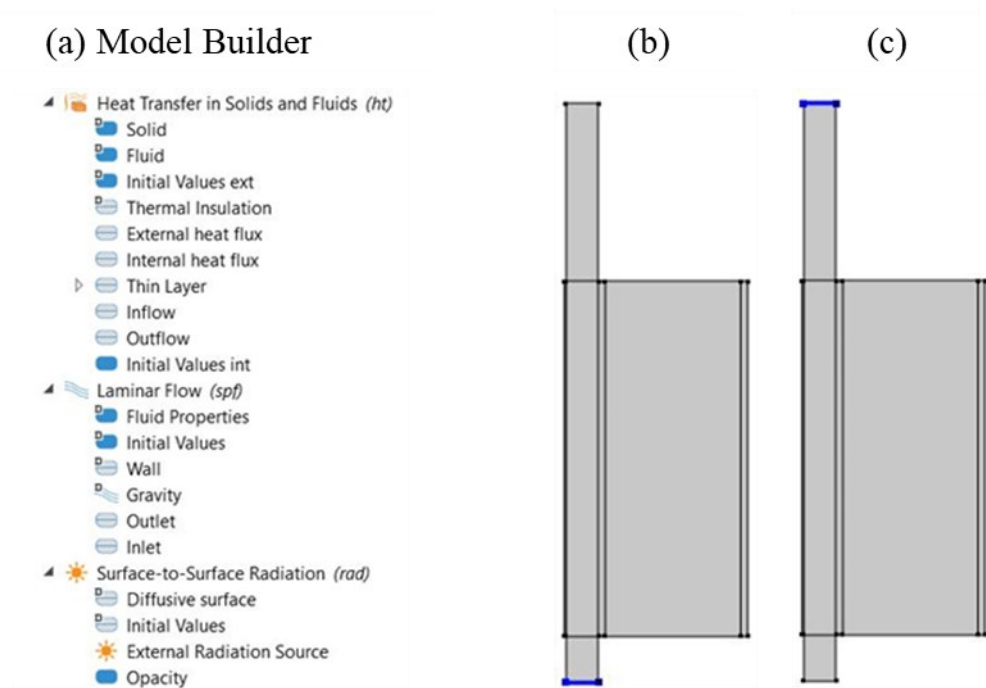 (a) Model Builder
(b)
(c)
Heat Transfer in Solids and Fluids (ht)
Solid
Fluid
Initial Values ext
Thermal Insulation
External heat flux
Internal heat flux
Thin Layer
Inflow
Outflow
Initial Values int
Laminar Flow (spf)
Fluid Properties
Initial Values
Wall
Gravity
Outlet
Inlet
Surface-to-Surface Radiation (rad)
Diffusive surface
Initial Values
External Radiation Source
Opacity